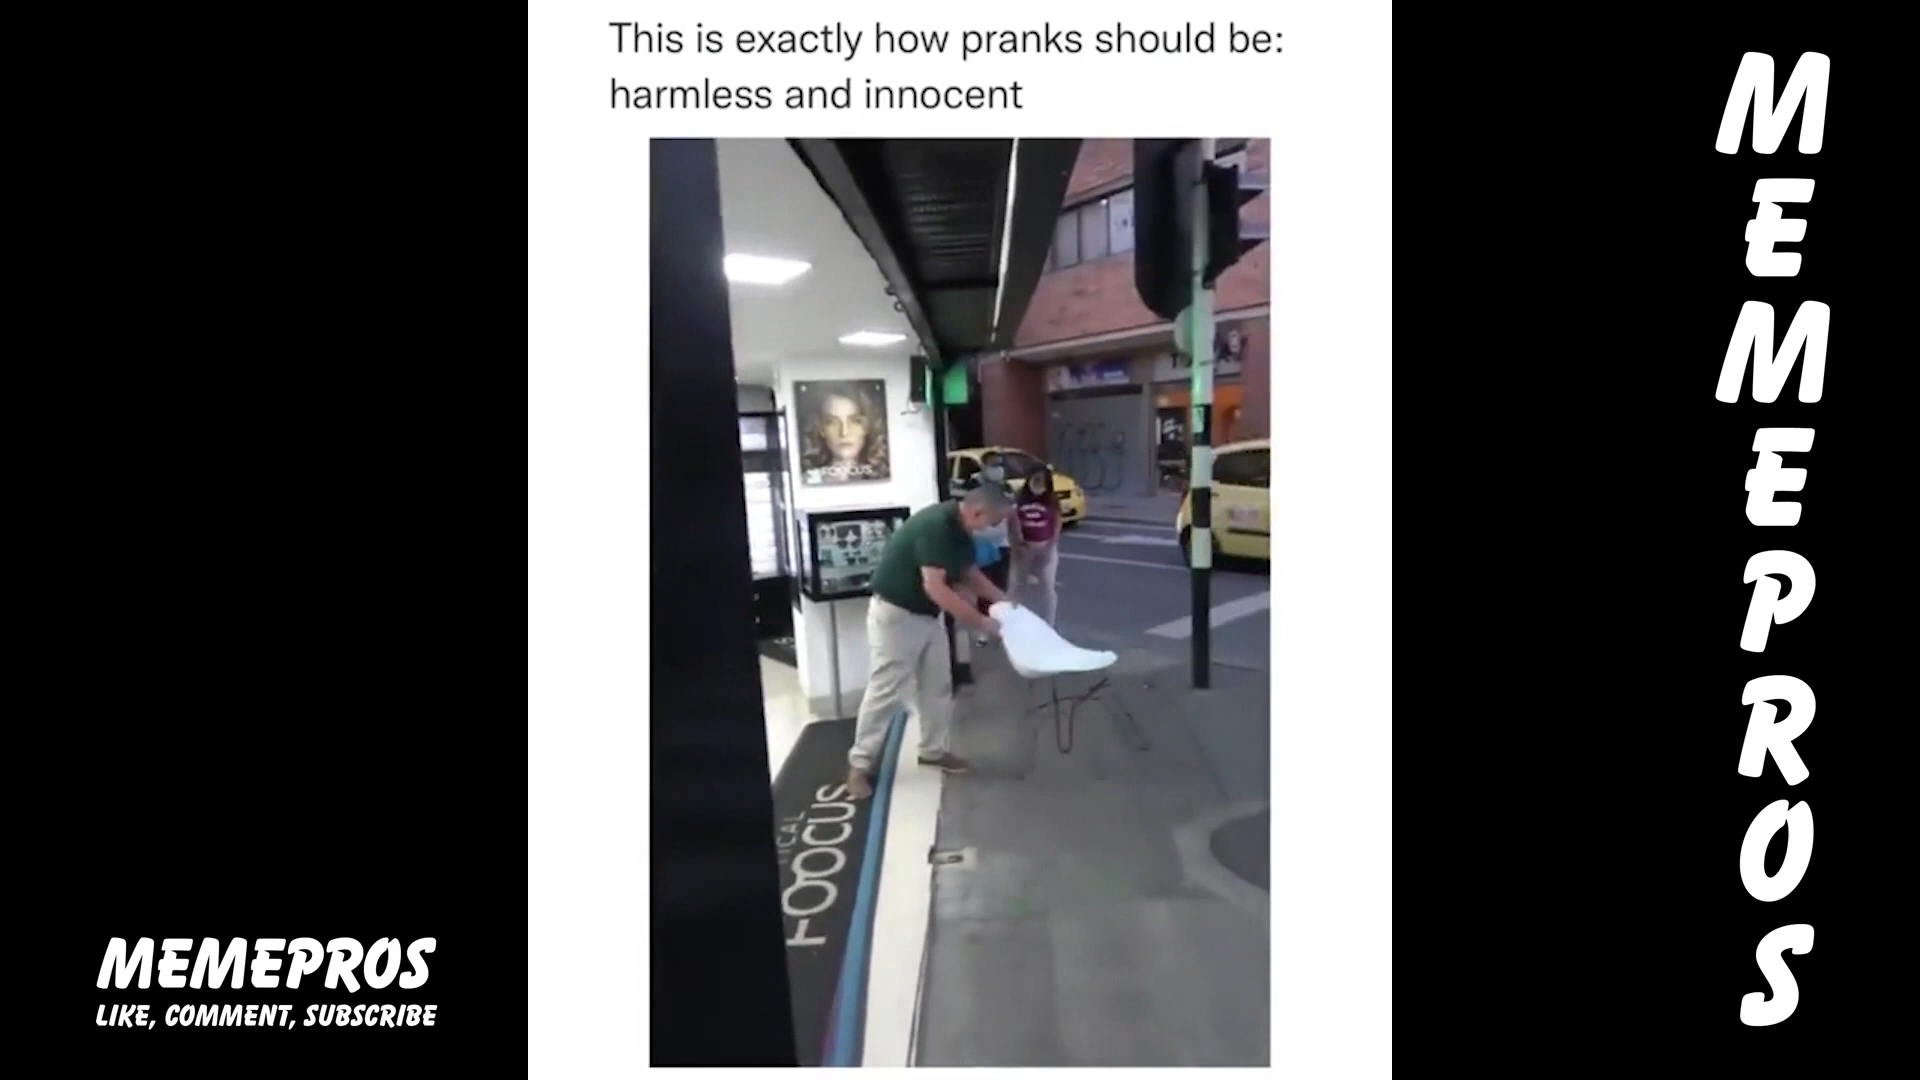 This is exactly how pranks should be:
harmless and innocent
FOOCUS
FOOCUS
MEMEPROS
LIKE, COMMENT, SUBSCRIBE
MEMEPROS